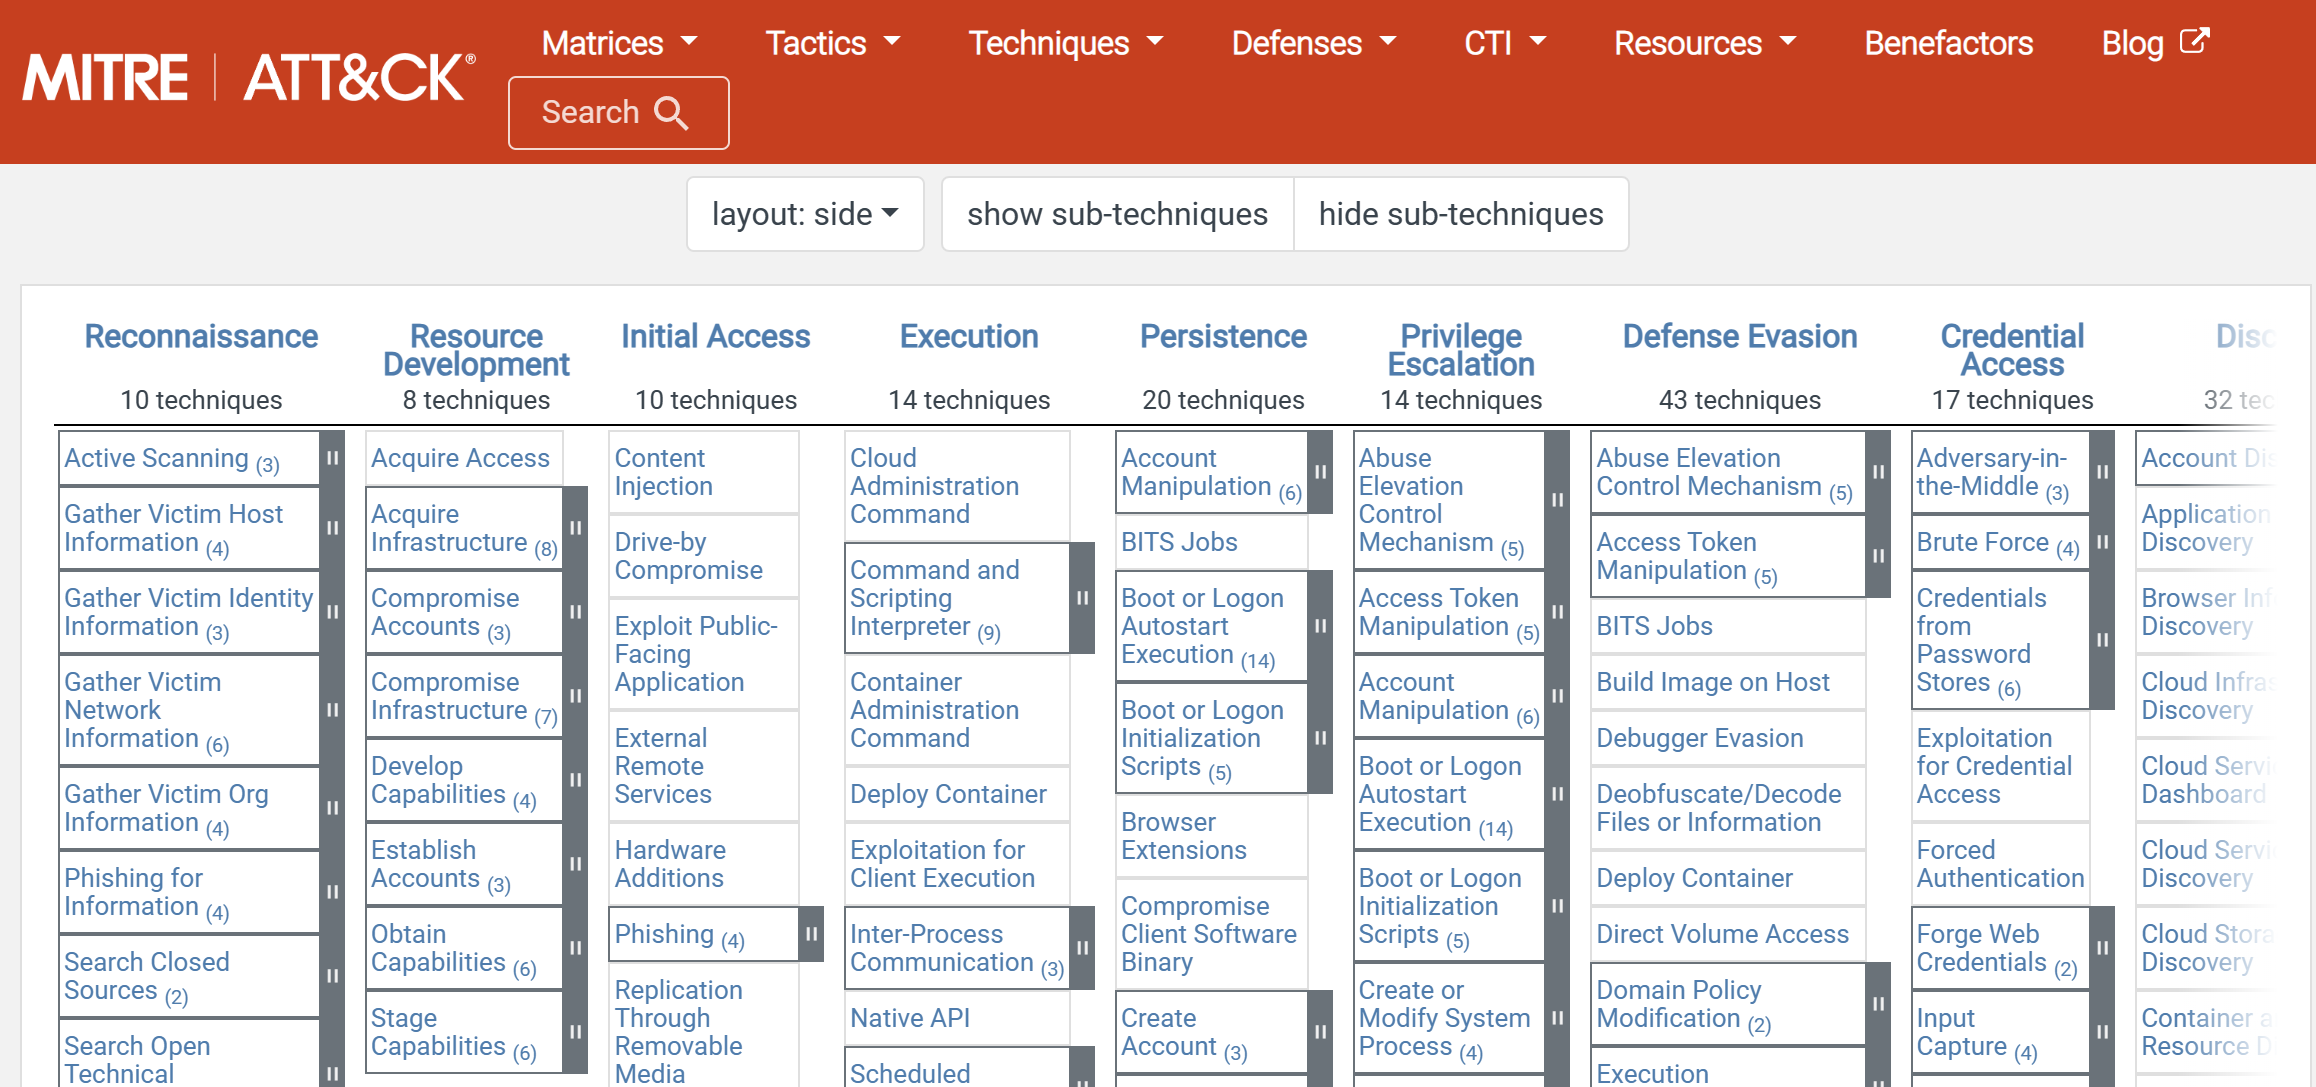 MITRE | ATT&CK®
Matrices
Tactics
Techniques
Defenses
CTI
Resources
Benefactors
Blog
Search
layout: side
show sub-techniques
hide sub-techniques
Reconnaissance
10 techniques
Active Scanning (3)
Gather Victim Host
Information (4)
Gather Victim Identity
Information (3)
Gather Victim
Network
Information (6)
Gather Victim Org
Information (4)
Phishing for
Information (4)
Search Closed
Sources (2)
Search Open
Technical
Resource
Development
8 techniques
Acquire Access
Acquire
Infrastructure (8)
Compromise
Accounts (3)
Compromise
Infrastructure (7)
Develop
Capabilities (4)
Establish
Accounts (3)
Obtain
Capabilities (6)
Stage
Capabilities (6)
Initial Access
10 techniques
Content
Injection
Drive-by
Compromise
Exploit Public-
Facing
Application
External
Remote
Services
Hardware
Additions
Phishing (4)
Replication
Through
Removable
Media
Execution
14 techniques
Cloud
Administration
Command
Command and
Scripting
Interpreter (9)
Container
Administration
Command
Deploy Container
Exploitation for
Client Execution
Inter-Process
Communication (3)
Native API
Scheduled
Persistence
20 techniques
Account
Manipulation (6)
BITS Jobs
Boot or Logon
Autostart
Execution (14)
Boot or Logon
Initialization
Scripts (5)
Browser
Extensions
Compromise
Client Software
Binary
Create
Account (3)
Privilege
Escalation
14 techniques
Abuse
Elevation
Control
Mechanism (5)
Access Token
Manipulation (5)
Account
Manipulation (6)
Boot or Logon
Autostart
Execution (14)
Boot or Logon
Initialization
Scripts (5)
Create or
Modify System
Process (4)
Defense Evasion
43 techniques
Abuse Elevation
Control Mechanism (5)
Access Token
Manipulation (5)
BITS Jobs
Build Image on Host
Debugger Evasion
Deobfuscate/Decode
Files or Information
Deploy Container
Direct Volume Access
Domain Policy
Modification (2)
Execution
Credential
Access
17 techniques
Adversary-in-
the-Middle (3)
Brute Force (4)
Credentials
from
Password
Stores (6)
Exploitation
for Credential
Access
Forced
Authentication
Forge Web
Credentials (2)
Input
Capture (4)
Disc
32 tec
Account Dis
Application
Discovery
Browser Inf
Discovery
Cloud Infras
Discovery
Cloud Servi
Dashboard
Cloud Servi
Discovery
Cloud Stora
Discovery
Container a
Resource D